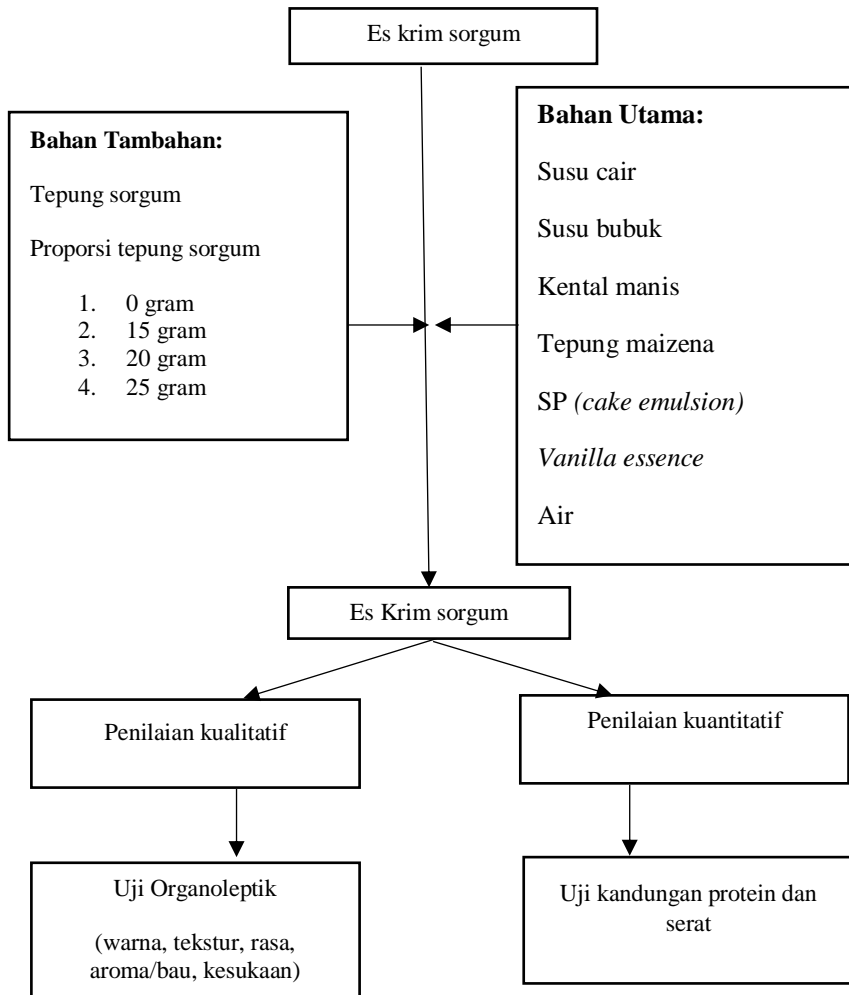 Es krim sorgum
Bahan Tambahan:
Tepung sorgum
Proporsi tepung sorgum
1. 0 gram
2. 15 gram
3. 20 gram
4. 25 gram
Bahan Utama:
Susu cair
Susu bubuk
Kental manis
Tepung maizena
SP (cake emulsion)
Vanilla essence
Air
Es Krim sorgum
Penilaian kualitatif
Penilaian kuantitatif
Uji Organoleptik
(warna, tekstur, rasa,
aroma/bau, kesukaan)
Uji kandungan protein dan
serat